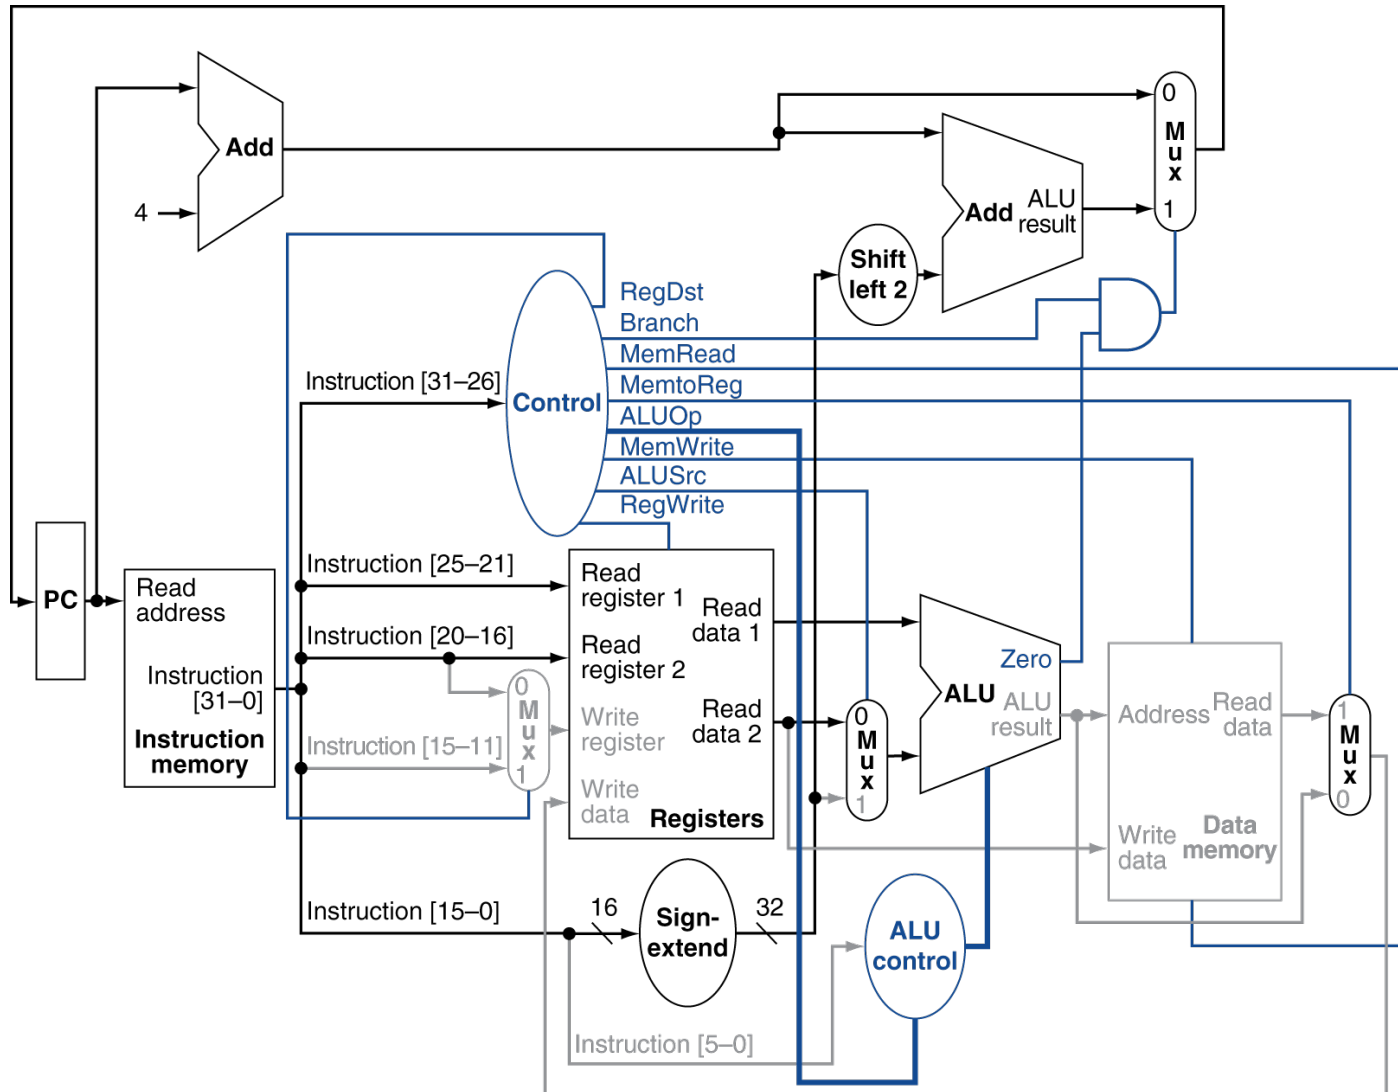 0
M
u
x
1
Add
4
Add
ALU
result
Shift
left 2
RegDst
Branch
MemRead
MemtoReg
ALUOp
MemWrite
ALUSrc
RegWrite
Control
Instruction [31–26]
Instruction [25–21]
Instruction [20–16]
Instruction [15–11]
PC
Read
address
Instruction
[31–0]
Instruction
memory
0
M
u
x
1
Read
register 1
Read
register 2
Write
register
Write
data
Read
data 1
Read
data 2
Registers
0
M
u
x
1
Zero
ALU
ALU
result
Address
Read
data
Write
data
Data
memory
1
M
u
x
0
Instruction [15–0]
16
Sign-
extend
32
ALU
control
Instruction [5–0]